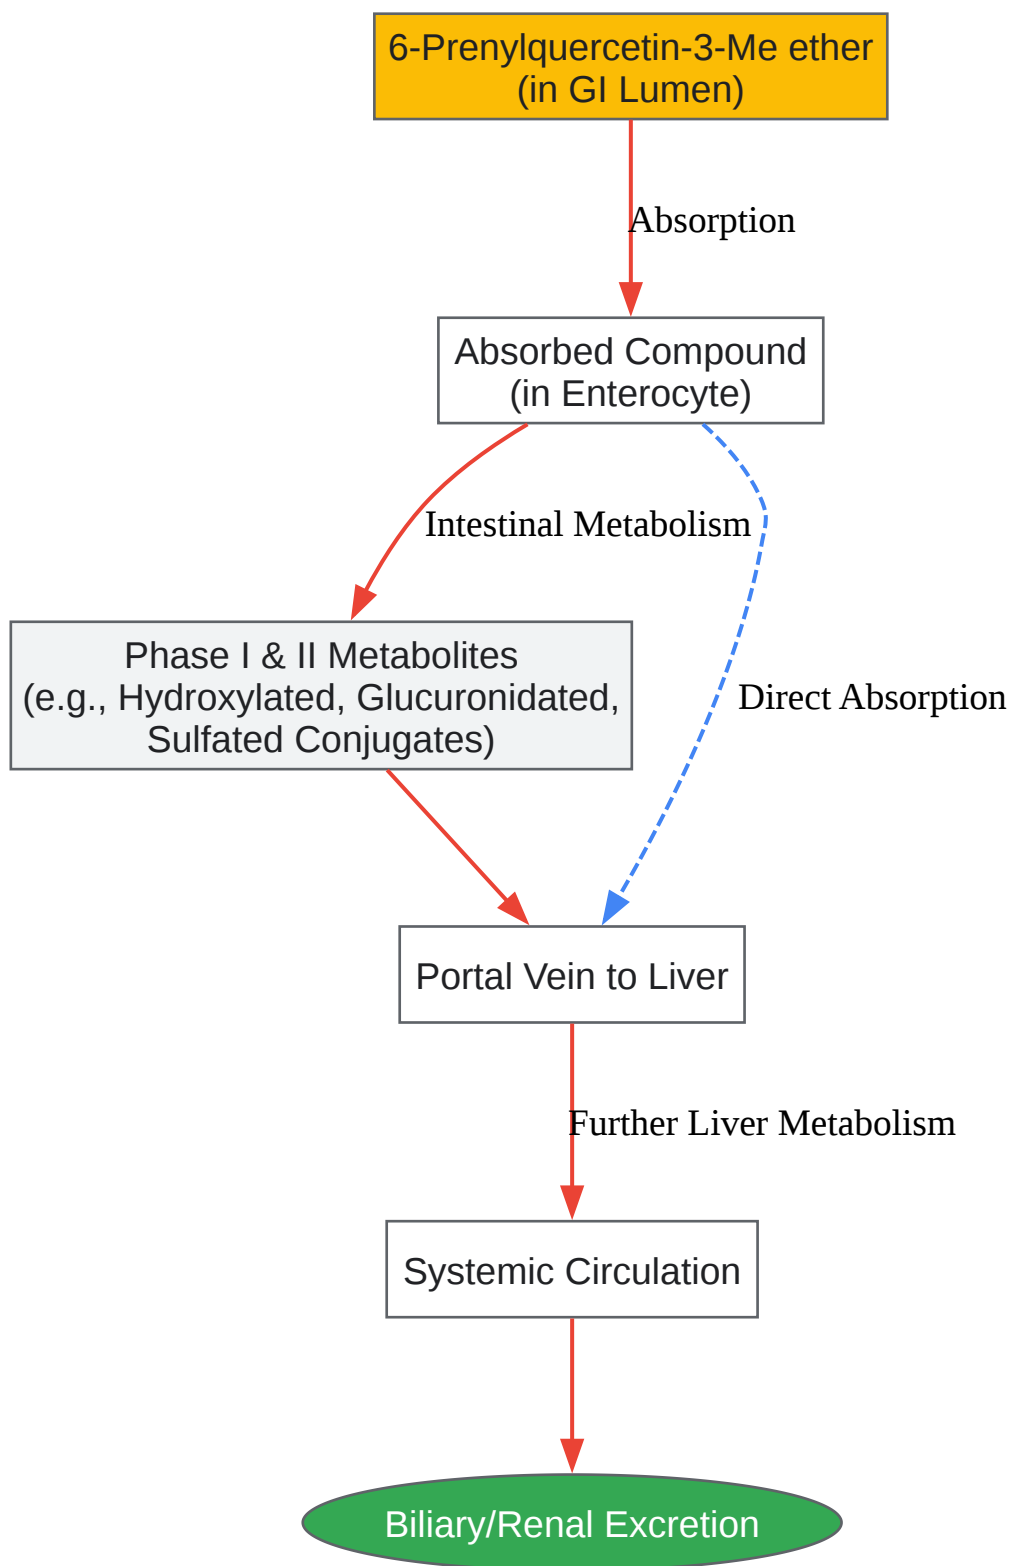 6-Prenylquercetin-3-Me ether
(in GI Lumen)
Absorption
Absorbed Compound
(in Enterocyte)
Intestinal Metabolism
Phase I & II Metabolites
(e.g., Hydroxylated, Glucuronidated,
Sulfated Conjugates)
Direct Absorption
Portal Vein to Liver
Further Liver Metabolism
Systemic Circulation
Biliary/Renal Excretion